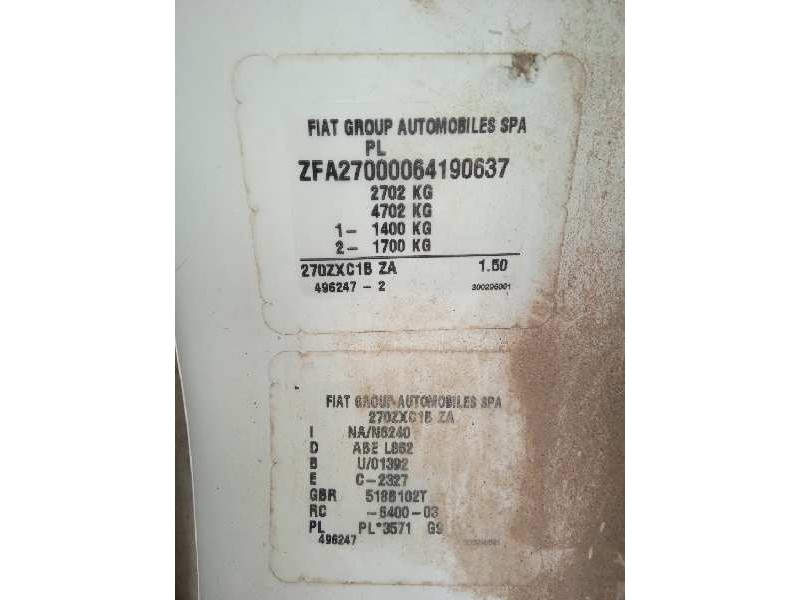 FIAT GROUP AUTOMOBILES SPA
PL
ZFA27000064190637
2702 KG
4702 KG
1- 1400 KG
2- 1700 KG
270ZXC1B ZA 1.50
496247 - 2 300296001
FIAT GROUP AUTOMOBILES SPA
270ZXC1B ZA
I NA/N6240
D ABE L862
B U/01392
E C-2327
GBR 5188102T
RC -6400-03
PL PL*3571 G9
496247